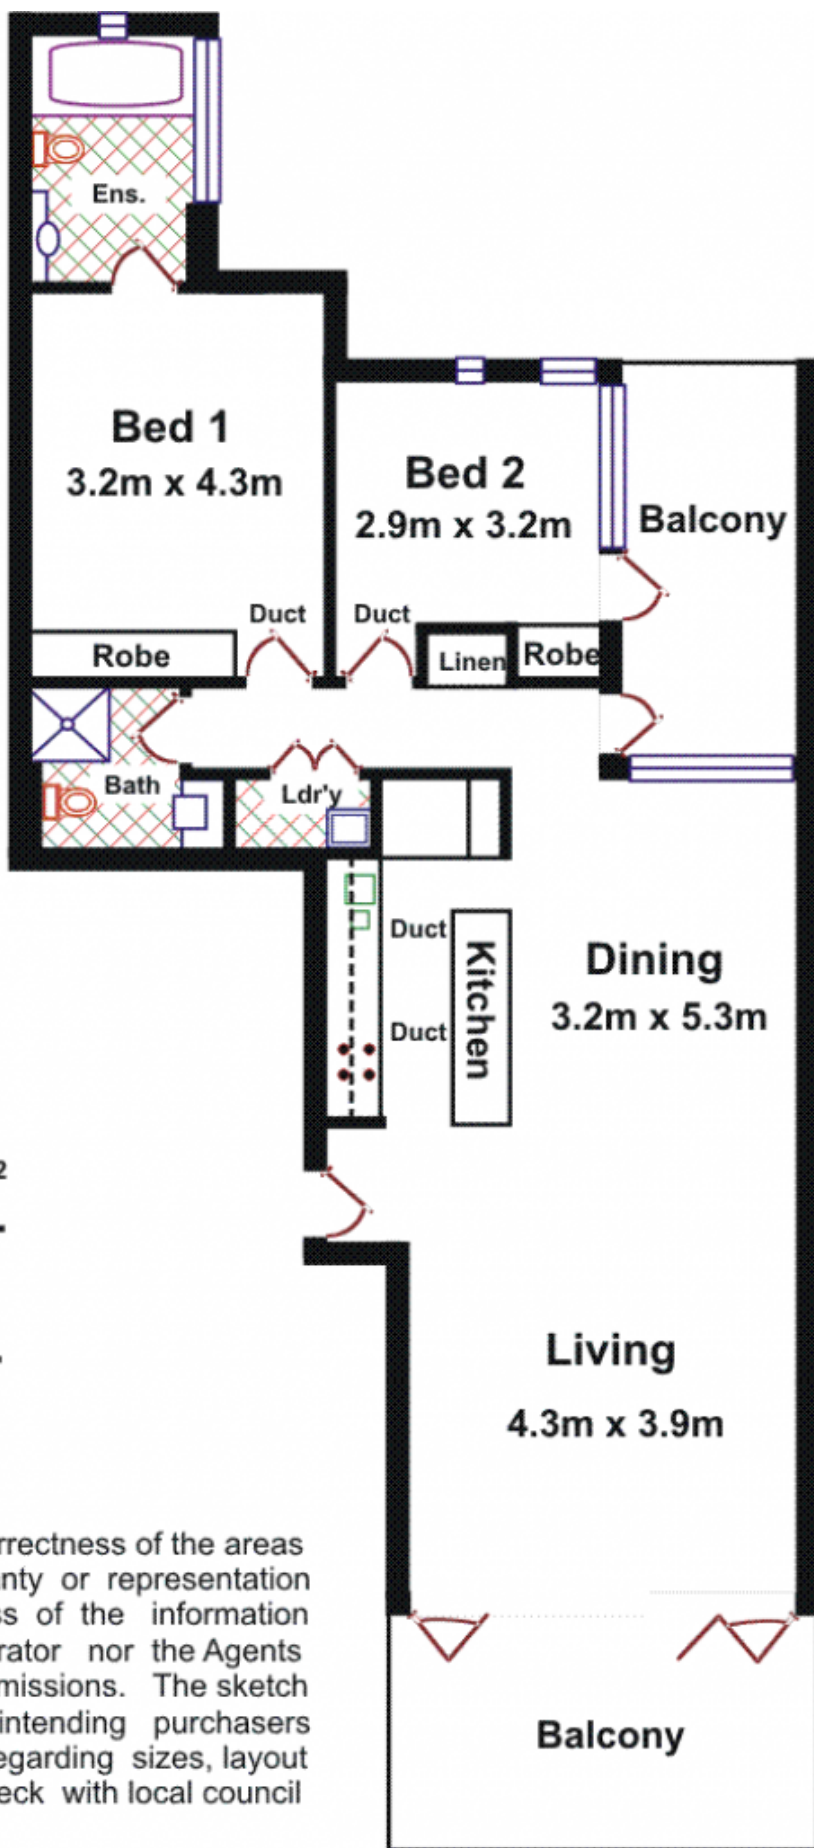 Ens.
Bed 1
3.2m x 4.3m
Bed 2
2.9m x 3.2m
Balcony
Duct
Duct
Robe
Linen
Robe
Bath
Ldr'y
Duct
Kitchen
Duct
Dining
3.2m x 5.3m
2
Living
4.3m x 3.9m
rrectness of the areas
nty or representation
ss of the information
rator nor the Agents
missions. The sketch
intending purchasers
egarding sizes, layout
eck with local council
Balcony